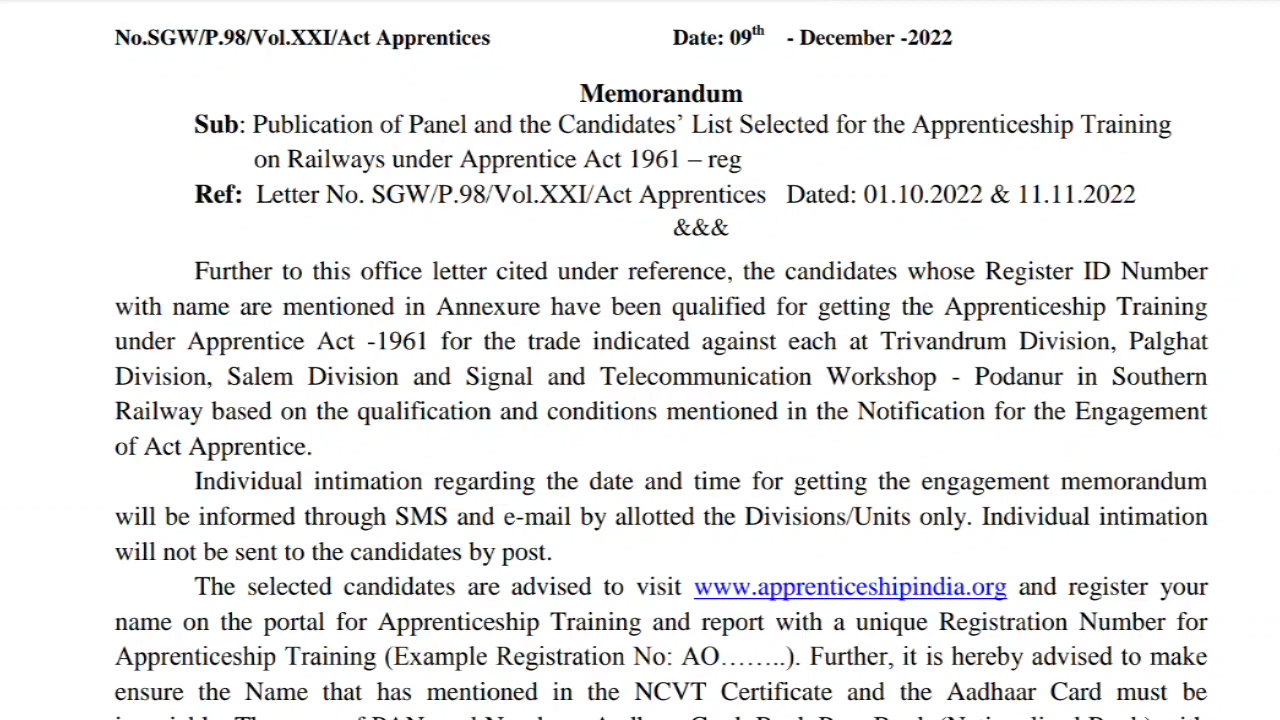 No.SGW/P.98/Vol.XXI/Act Apprentices Date: 09th - December -2022
Memorandum
Sub: Publication of Panel and the Candidates’ List Selected for the Apprenticeship Training
on Railways under Apprentice Act 1961 – reg
Ref: Letter No. SGW/P.98/Vol.XXI/Act Apprentices Dated: 01.10.2022 & 11.11.2022
&&&
Further to this office letter cited under reference, the candidates whose Register ID Number
with name are mentioned in Annexure have been qualified for getting the Apprenticeship Training
under Apprentice Act -1961 for the trade indicated against each at Trivandrum Division, Palghat
Division, Salem Division and Signal and Telecommunication Workshop - Podanur in Southern
Railway based on the qualification and conditions mentioned in the Notification for the Engagement
of Act Apprentice.
Individual intimation regarding the date and time for getting the engagement memorandum
will be informed through SMS and e-mail by allotted the Divisions/Units only. Individual intimation
will not be sent to the candidates by post.
The selected candidates are advised to visit www.apprenticeshipindia.org and register your
name on the portal for Apprenticeship Training and report with a unique Registration Number for
Apprenticeship Training (Example Registration No: AO……..). Further, it is hereby advised to make
ensure the Name that has mentioned in the NCVT Certificate and the Aadhaar Card must be